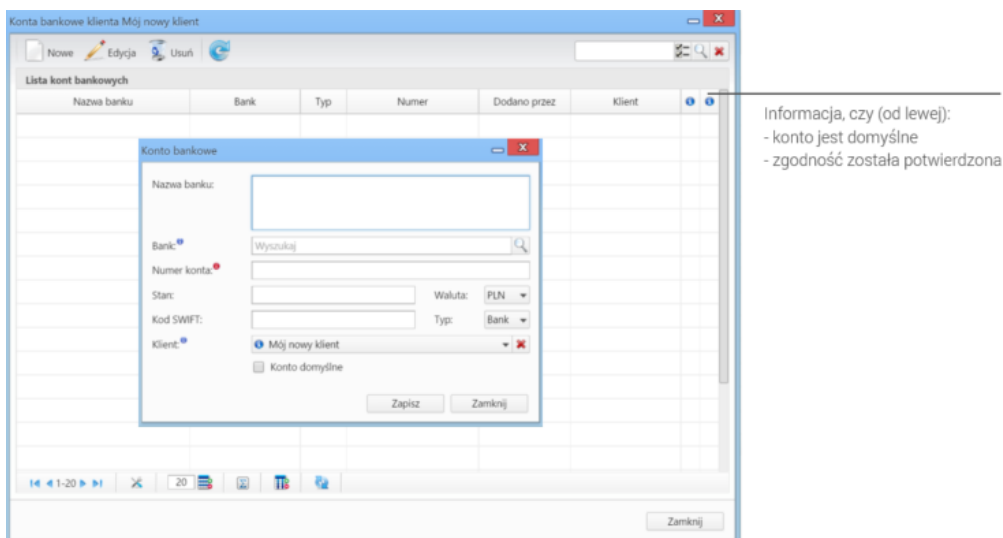 Konta bankowe klienta Mój nowy klient
Nowe Edycja Usuń
Lista kont bankowych
Nazwa banku Bank Typ Numer Dodano przez Klient
Informacja, czy (od lewej):
- konto jest domyślne
- zgodność została potwierdzona
Konto bankowe
Nazwa banku:
Bank: Wyszukaj
Numer konta:
Stan: Waluta: PLN
Kod SWIFT: Typ: Bank
Klient: Mój nowy klient
Konto domyślne
Zapisz Zamknij
1-20 20
Zamknij